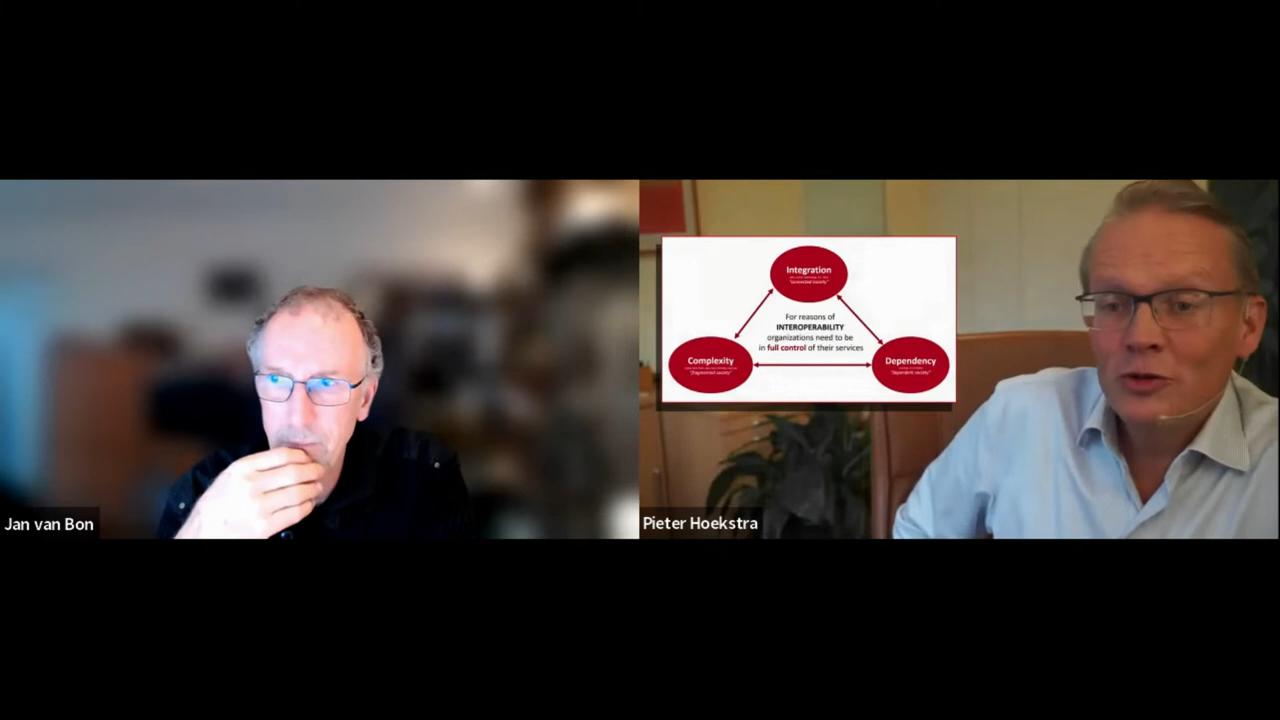 Integration
"connected society"
For reasons of
INTEROPERABILITY
organizations need to be
in full control of their services
Complexity
"fragmented society"
Dependency
"dependent society"
Jan van Bon
Pieter Hoekstra